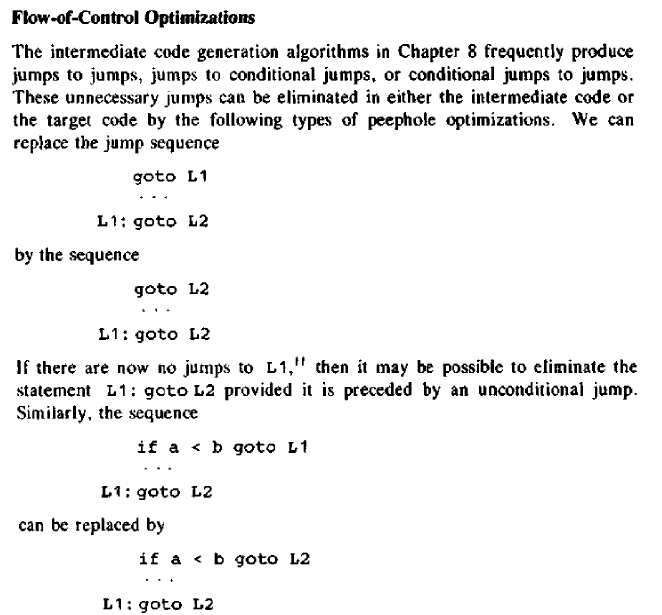 Flow-of-Control Optimizations
The intermediate code generation algorithms in Chapter 8 frequently produce
jumps to jumps, jumps to conditional jumps, or conditional jumps to jumps.
These unnecessary jumps can be eliminated in either the intermediate code or
the target code by the following types of peephole optimizations. We can
replace the jump sequence
goto L1
...
L1: goto L2
by the sequence
goto L2
...
L1: goto L2
If there are now no jumps to L1,†† then it may be possible to eliminate the
statement L1: goto L2 provided it is preceded by an unconditional jump.
Similarly, the sequence
if a < b goto L1
...
L1: goto L2
can be replaced by
if a < b goto L2
...
L1: goto L2